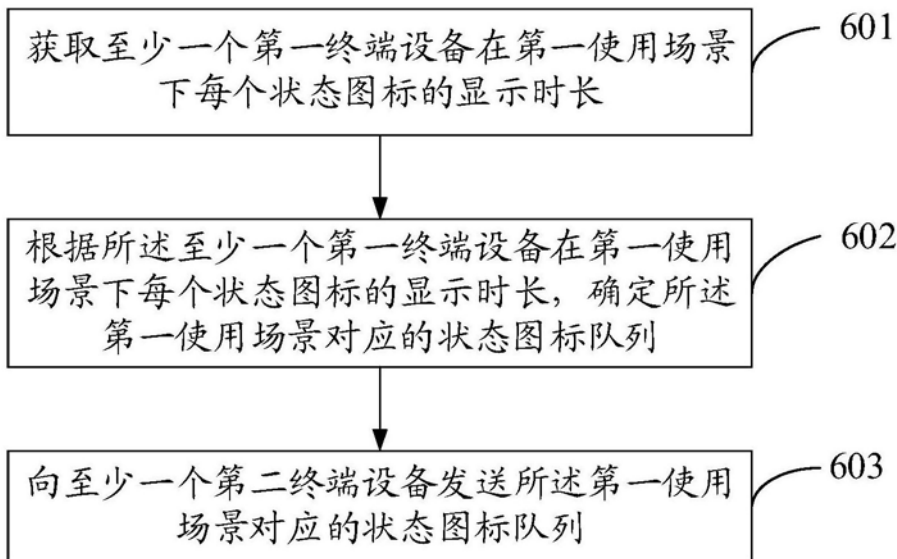 获取至少一个第一终端设备在第一使用场景
下每个状态图标的显示时长
601
根据所述至少一个第一终端设备在第一使用
场景下每个状态图标的显示时长，确定所述
第一使用场景对应的状态图标队列
602
向至少一个第二终端设备发送所述第一使用
场景对应的状态图标队列
603